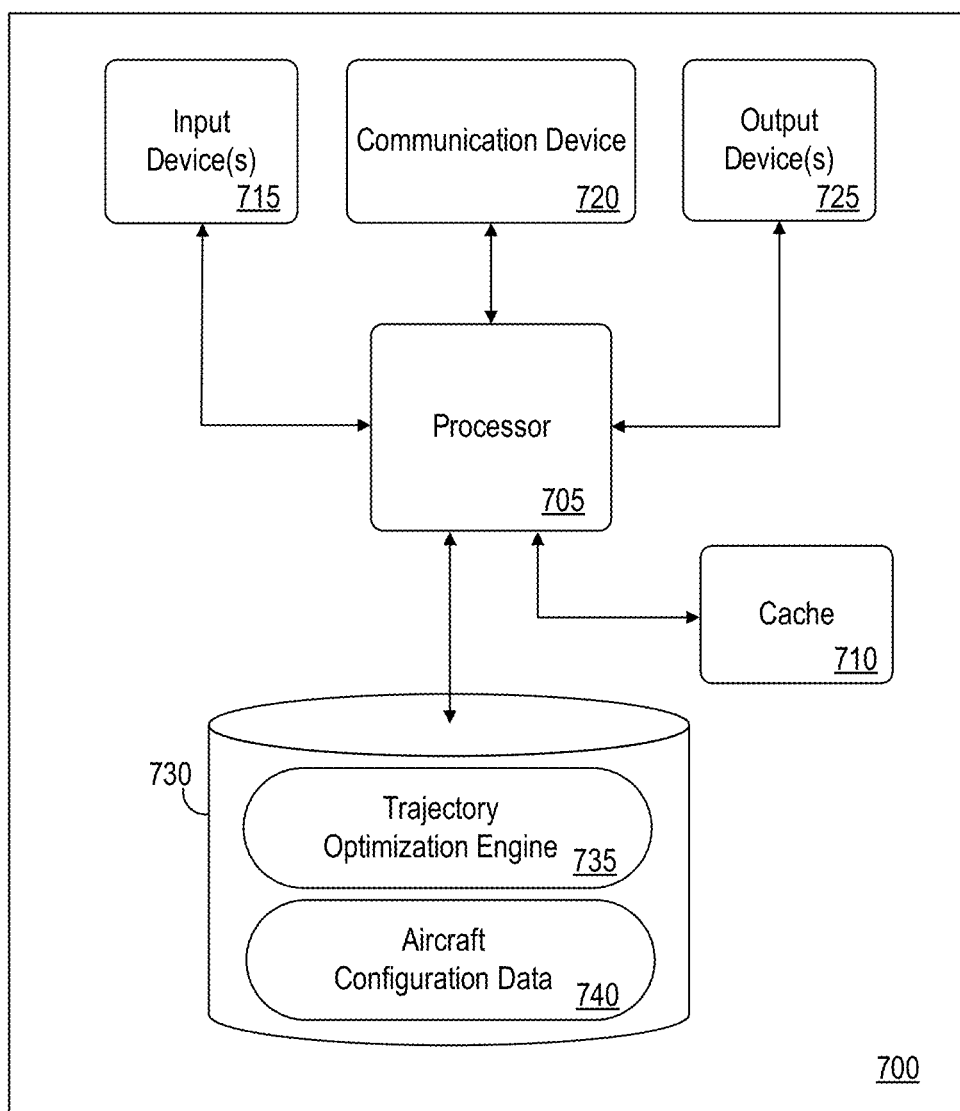 Input
Device(s)
715
Communication Device
720
Output
Device(s)
725
Processor
705
Cache
710
730
Trajectory
Optimization Engine
735
Aircraft
Configuration Data
740
700